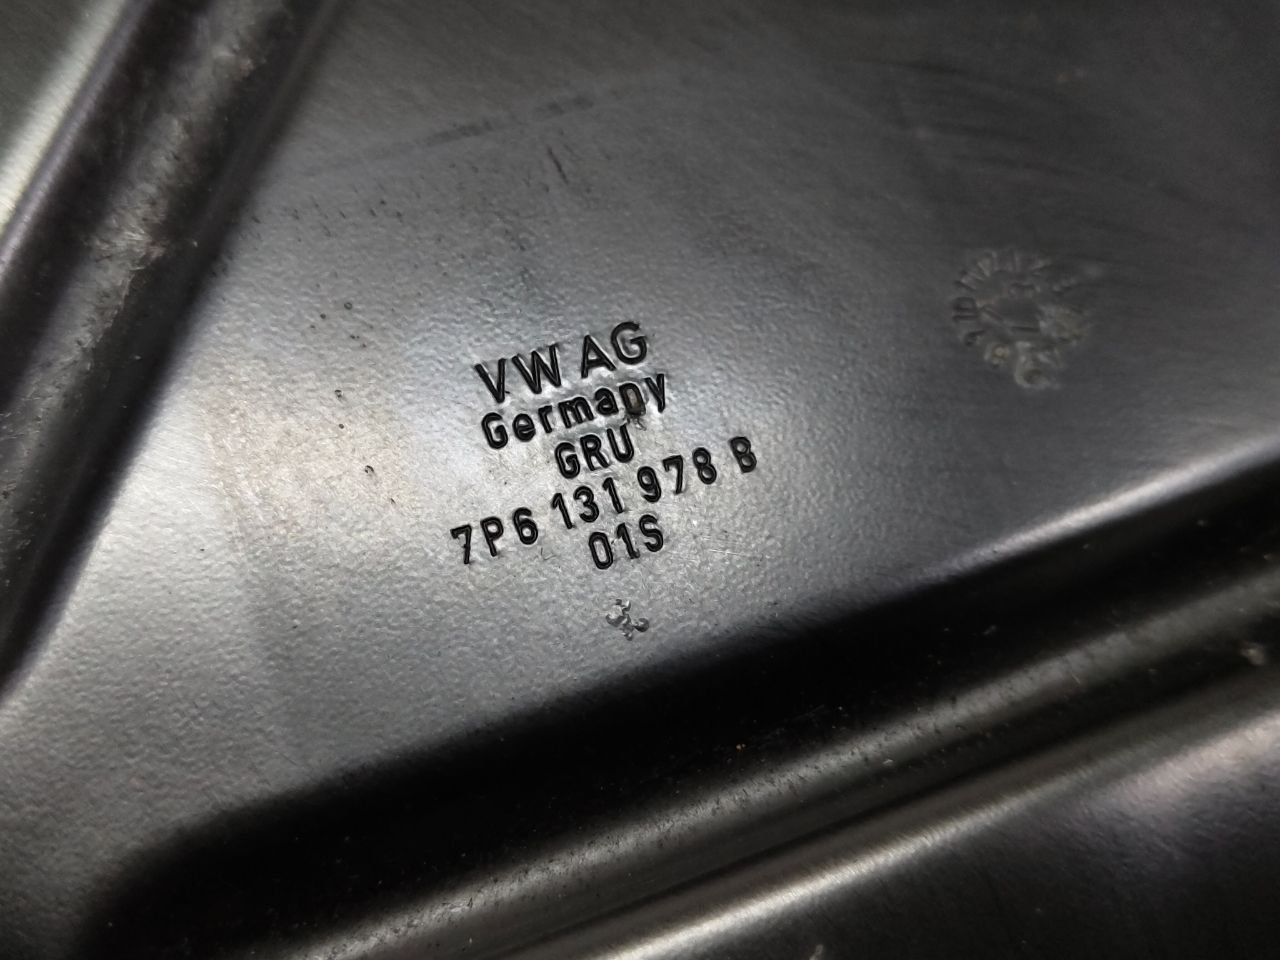 VW AG
Germany
GRU
7P6 131 978 B
01S